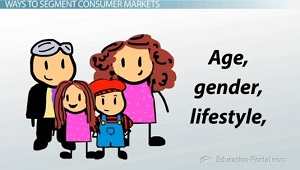 WAYS TO SEGMENT CONSUMER MARKETS
Age,
gender,
lifestyle,
Education-Portal.com